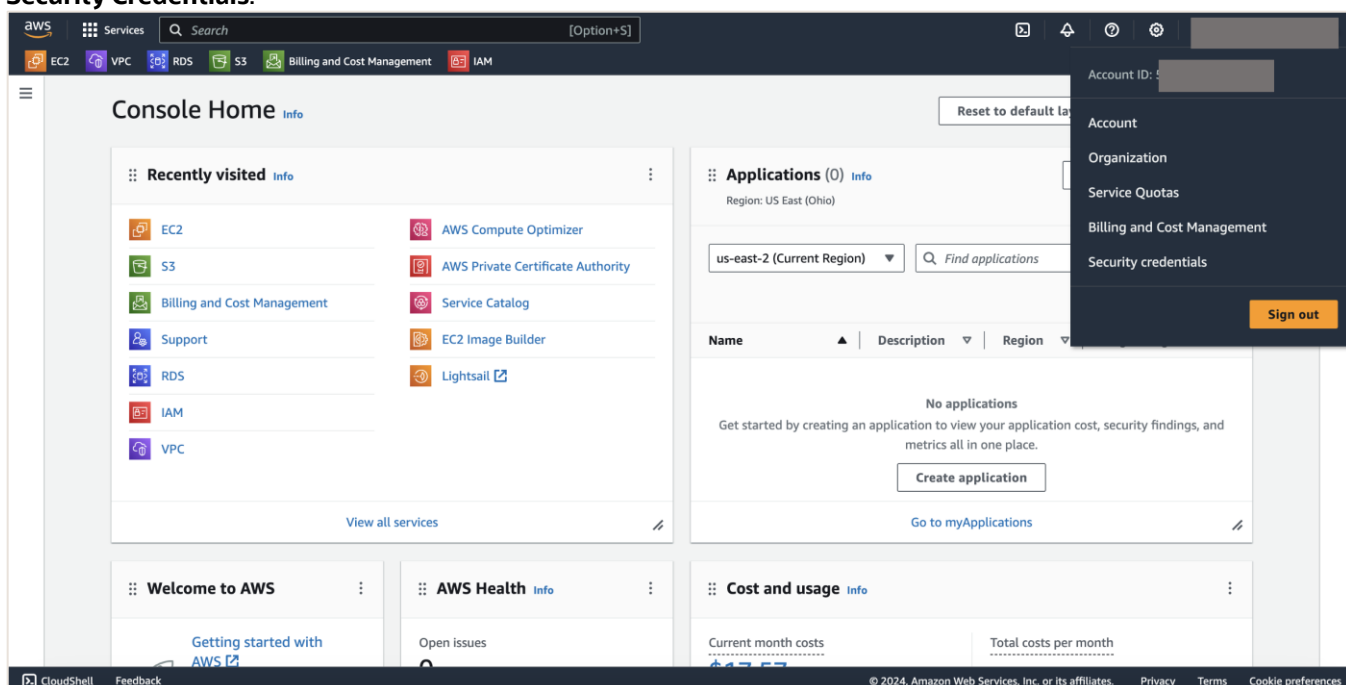 Security Credentials.
aws
Services
Search
[Option+S]
EC2
VPC
RDS
S3
Billing and Cost Management
IAM
Account ID:
Account
Organization
Service Quotas
Billing and Cost Management
Security credentials
Sign out
Console Home Info
Reset to default
Recently visited Info
EC2
S3
Billing and Cost Management
Support
RDS
IAM
VPC
AWS Compute Optimizer
AWS Private Certificate Authority
Service Catalog
EC2 Image Builder
Lightsail
View all services
Applications (0) Info
Region: US East (Ohio)
us-east-2 (Current Region)
Find applications
Name
Description
Region
No applications
Get started by creating an application to view your application cost, security findings, and
metrics all in one place.
Create application
Go to myApplications
Welcome to AWS
Getting started with
AWS
AWS Health Info
Open issues
Cost and usage Info
Current month costs
$17.57
Total costs per month
CloudShell
Feedback
© 2024, Amazon Web Services, Inc. or its affiliates.
Privacy
Terms
Cookie preferences